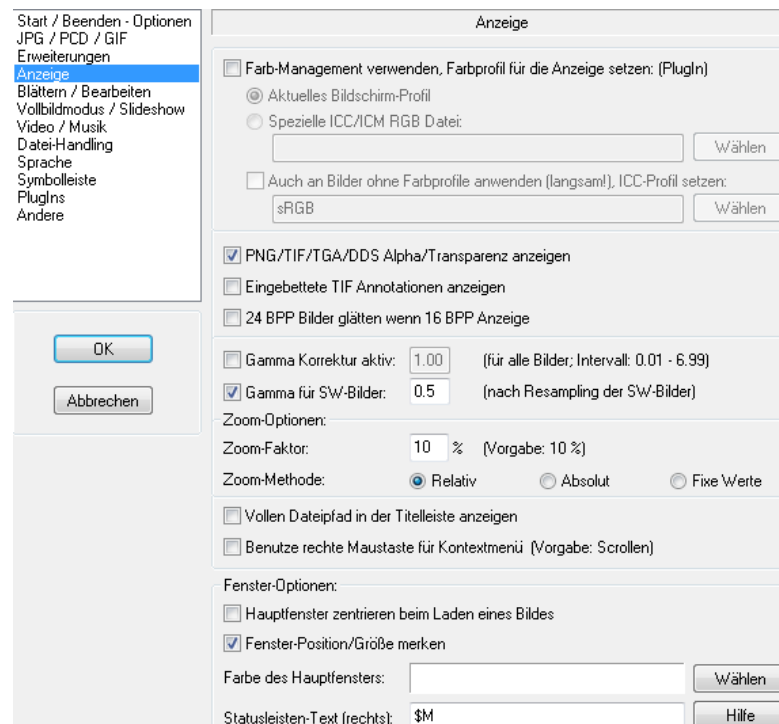 Start / Beenden - Optionen
JPG / PCD / GIF
Erweiterungen
Anzeige
Blättern / Bearbeiten
Vollbildmodus / Slideshow
Video / Musik
Datei-Handling
Sprache
Symbolleiste
PlugIns
Andere
OK
Abbrechen
Anzeige
Farb-Management verwenden, Farbprofil für die Anzeige setzen: (PlugIn)
Aktuelles Bildschirm-Profil
Spezielle ICC/ICM RGB Datei:
Wählen
Auch an Bilder ohne Farbprofile anwenden (langsam!), ICC-Profil setzen:
sRGB Wählen
PNG/TIF/TGA/DDS Alpha/Transparenz anzeigen
Eingebettete TIF Annotationen anzeigen
24 BPP Bilder glätten wenn 16 BPP Anzeige
Gamma Korrektur aktiv: 1.00 (für alle Bilder; Intervall: 0.01 - 6.99)
Gamma für SW-Bilder: 0.5 (nach Resampling der SW-Bilder)
Zoom-Optionen:
Zoom-Faktor: 10 % (Vorgabe: 10 %)
Zoom-Methode: Relativ Absolut Fixe Werte
Vollen Dateipfad in der Titelleiste anzeigen
Benutze rechte Maustaste für Kontextmenü (Vorgabe: Scrollen)
Fenster-Optionen:
Hauptfenster zentrieren beim Laden eines Bildes
Fenster-Position/Größe merken
Farbe des Hauptfensters: Wählen
Statusleisten-Text (rechts): $M Hilfe